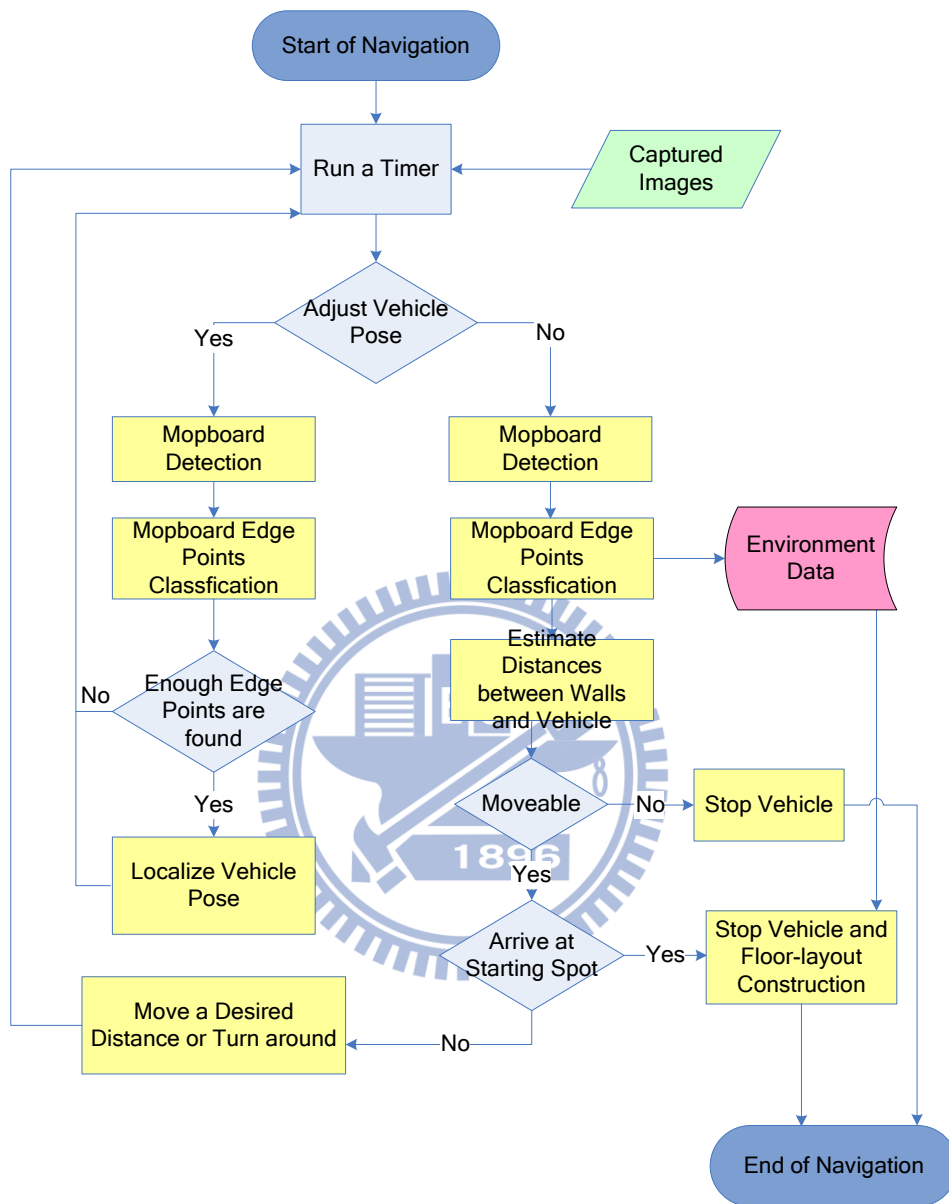 Start of Navigation
Run a Timer
Captured
Images
Adjust Vehicle
Pose
Yes
No
Mopboard
Detection
Mopboard
Detection
Mopboard Edge
Points
Classfication
Mopboard Edge
Points
Classfication
Environment
Data
Estimate
Distances
between Walls
and Vehicle
Enough Edge
Points are
found
No
Yes
Moveable
No
Stop Vehicle
1896
Localize Vehicle
Pose
Yes
Arrive at
Starting Spot
Yes
Stop Vehicle and
Floor-layout
Construction
Move a Desired
Distance or Turn around
No
End of Navigation